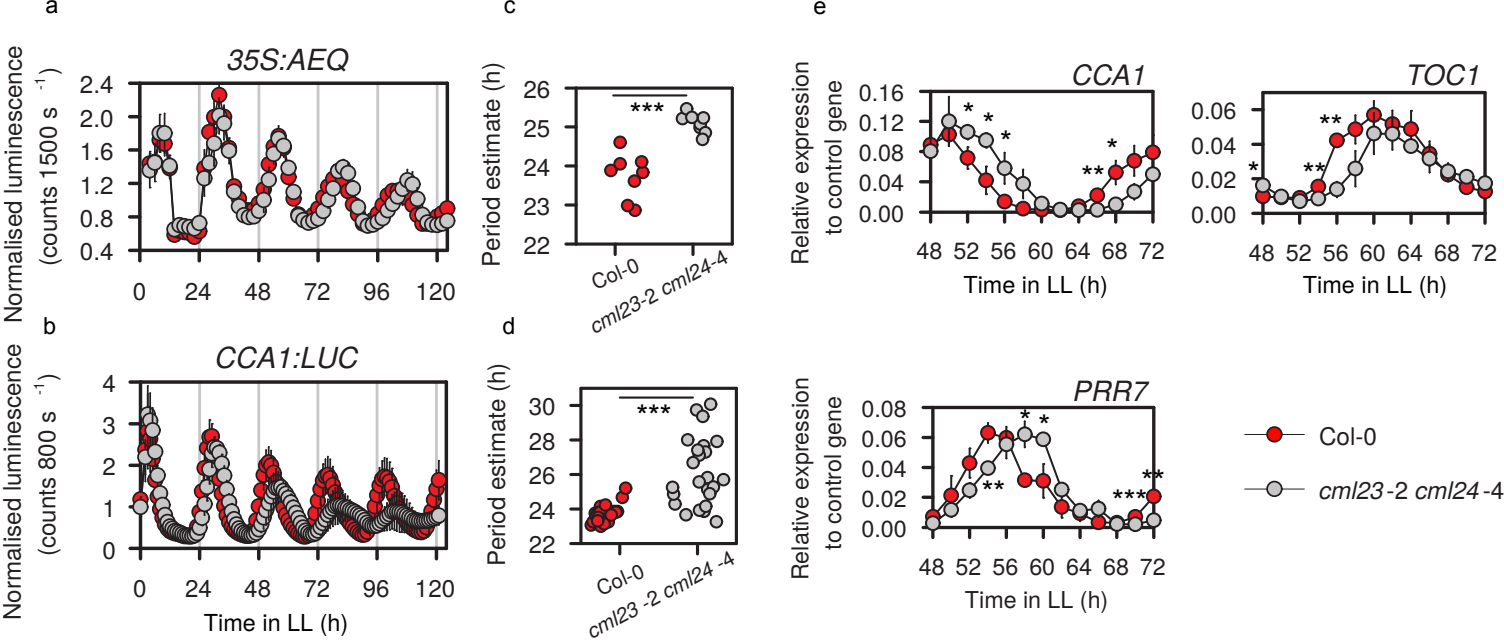 a
35S:AEQ
Normalised luminescence
(counts 1500 s -1)
2.4
2.0
1.6
1.2
0.8
0.4
0 24 48 72 96 120
b
CCA1:LUC
Normalised luminescence
(counts 800 s -1)
4
3
2
1
0
0 24 48 72 96 120
Time in LL (h)
c
Period estimate (h)
26
25
24
23
22
***
Col-0
cml23-2 cml24-4
d
Period estimate (h)
30
28
26
24
22
***
Col-0
cml23 -2 cml24 -4
e
CCA1
Relative expression
to control gene
0.16
0.12
0.08
0.04
0.00
* * * ** *
48 52 56 60 64 68 72
Time in LL (h)
TOC1
0.06
0.04
0.02
0.00
* ** **
48 52 56 60 64 68 72
Time in LL (h)
PRR7
Relative expression
to control gene
0.08
0.06
0.04
0.02
0.00
** * * *** **
48 52 56 60 64 68 72
Time in LL (h)
Col-0
cml23-2 cml24-4